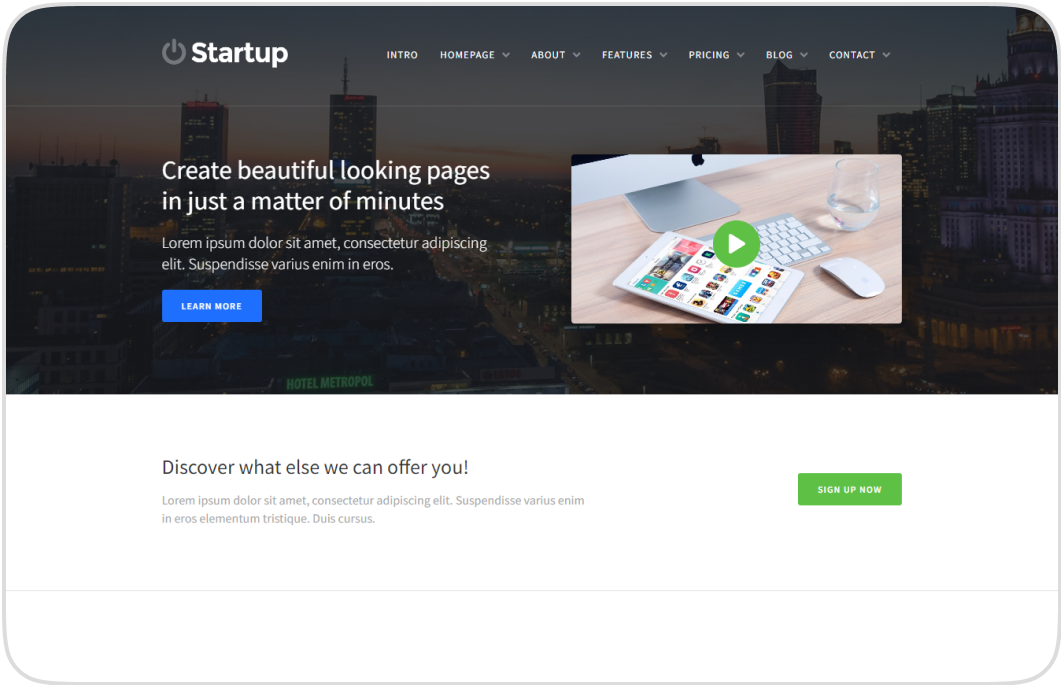 Startup
INTRO HOMEPAGE ABOUT FEATURES PRICING BLOG CONTACT
Create beautiful looking pages
in just a matter of minutes
Lorem ipsum dolor sit amet, consectetur adipiscing
elit. Suspendisse varius enim in eros.
LEARN MORE
HOTEL METROPOL
Discover what else we can offer you!
Lorem ipsum dolor sit amet, consectetur adipiscing elit. Suspendisse varius enim
in eros elementum tristique. Duis cursus.
SIGN UP NOW